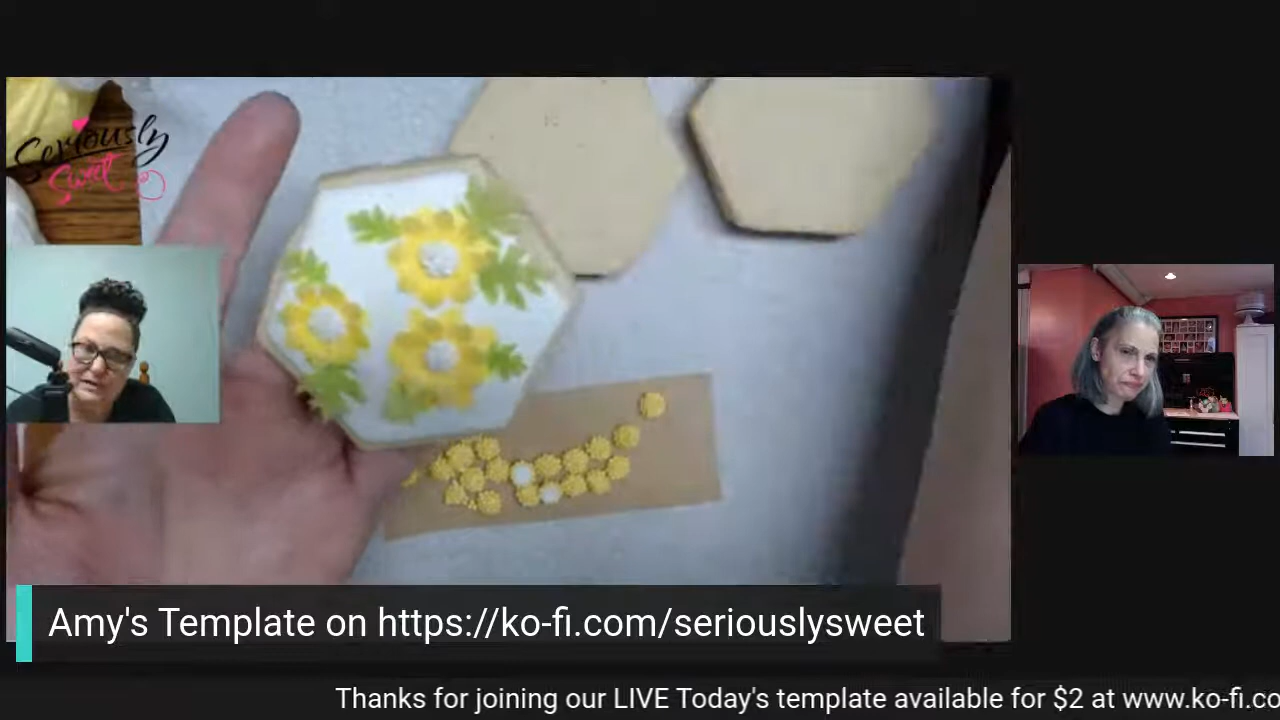 Seriously
Sweet
Amy's Template on https://ko-fi.com/seriouslysweet
Thanks for joining our LIVE Today's template available for $2 at www.ko-fi.co